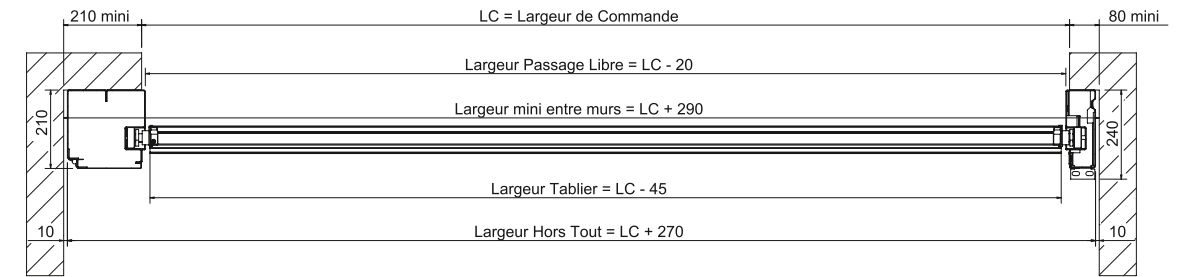 210 mini
LC = Largeur de Commande
80 mini
Largeur Passage Libre = LC - 20
Largeur mini entre murs = LC + 290
210
240
Largeur Tablier = LC - 45
10
Largeur Hors Tout = LC + 270
10